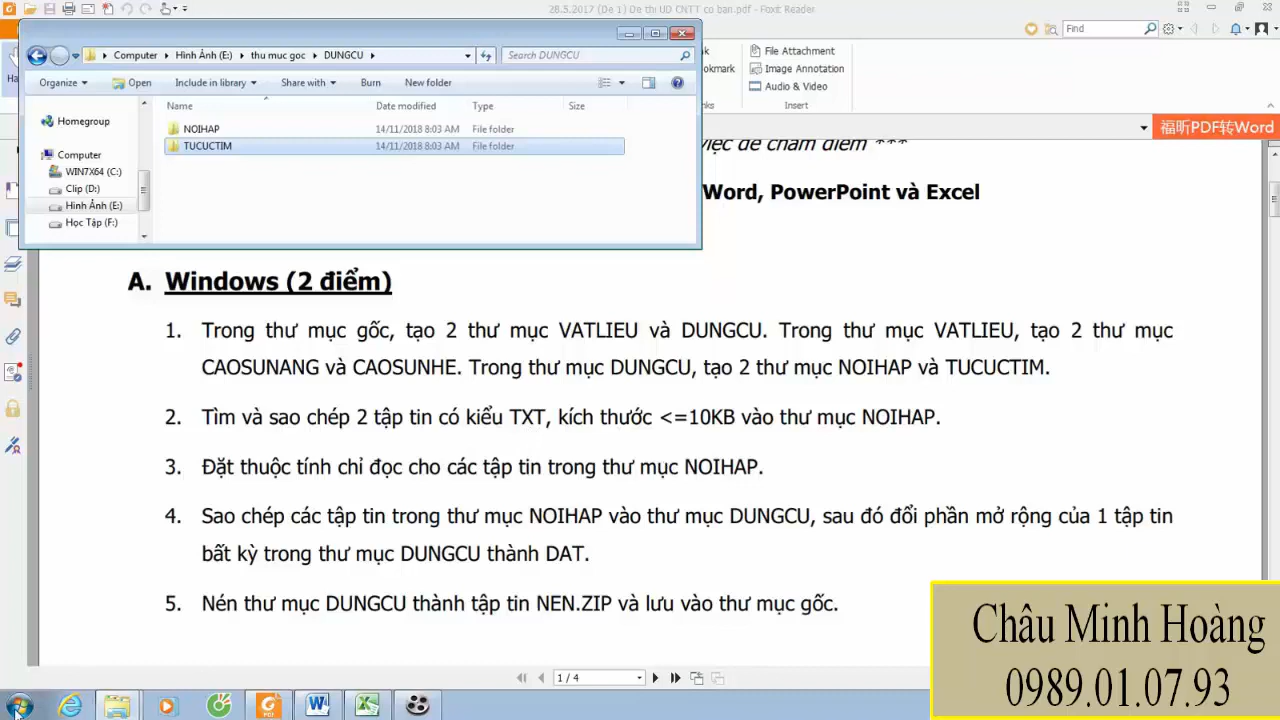 28.5.2017 (De 1) De thi UD CNTT co ban.pdf - Foxit Reader
Find
Computer Hình Ảnh (E:) thu muc goc DUNGCU
Search DUNGCU
File Attachment
Organize Open Include in library Share with Burn New folder
Image Annotation
Audio & Video
Insert
Name Date modified Type Size
Homegroup
NOIHAP 14/11/2018 8:03 AM File folder
福昕PDF转Word
TUCUCTIM 14/11/2018 8:03 AM File folder
Computer
WIN7X64 (C:)
Clip (D:)
Hình Ảnh (E:)
Học Tập (F:)
việc để chấm điểm ***
Word, PowerPoint và Excel
A. Windows (2 điểm)
1. Trong thư mục gốc, tạo 2 thư mục VATLIEU và DUNGCU. Trong thư mục VATLIEU, tạo 2 thư mục
CAOSUNANG và CAOSUNHE. Trong thư mục DUNGCU, tạo 2 thư mục NOIHAP và TUCUCTIM.
2. Tìm và sao chép 2 tập tin có kiểu TXT, kích thước <=10KB vào thư mục NOIHAP.
3. Đặt thuộc tính chỉ đọc cho các tập tin trong thư mục NOIHAP.
4. Sao chép các tập tin trong thư mục NOIHAP vào thư mục DUNGCU, sau đó đổi phần mở rộng của 1 tập tin
bất kỳ trong thư mục DUNGCU thành DAT.
5. Nén thư mục DUNGCU thành tập tin NEN.ZIP và lưu vào thư mục gốc.
Châu Minh Hoàng
0989.01.07.93
1 / 4